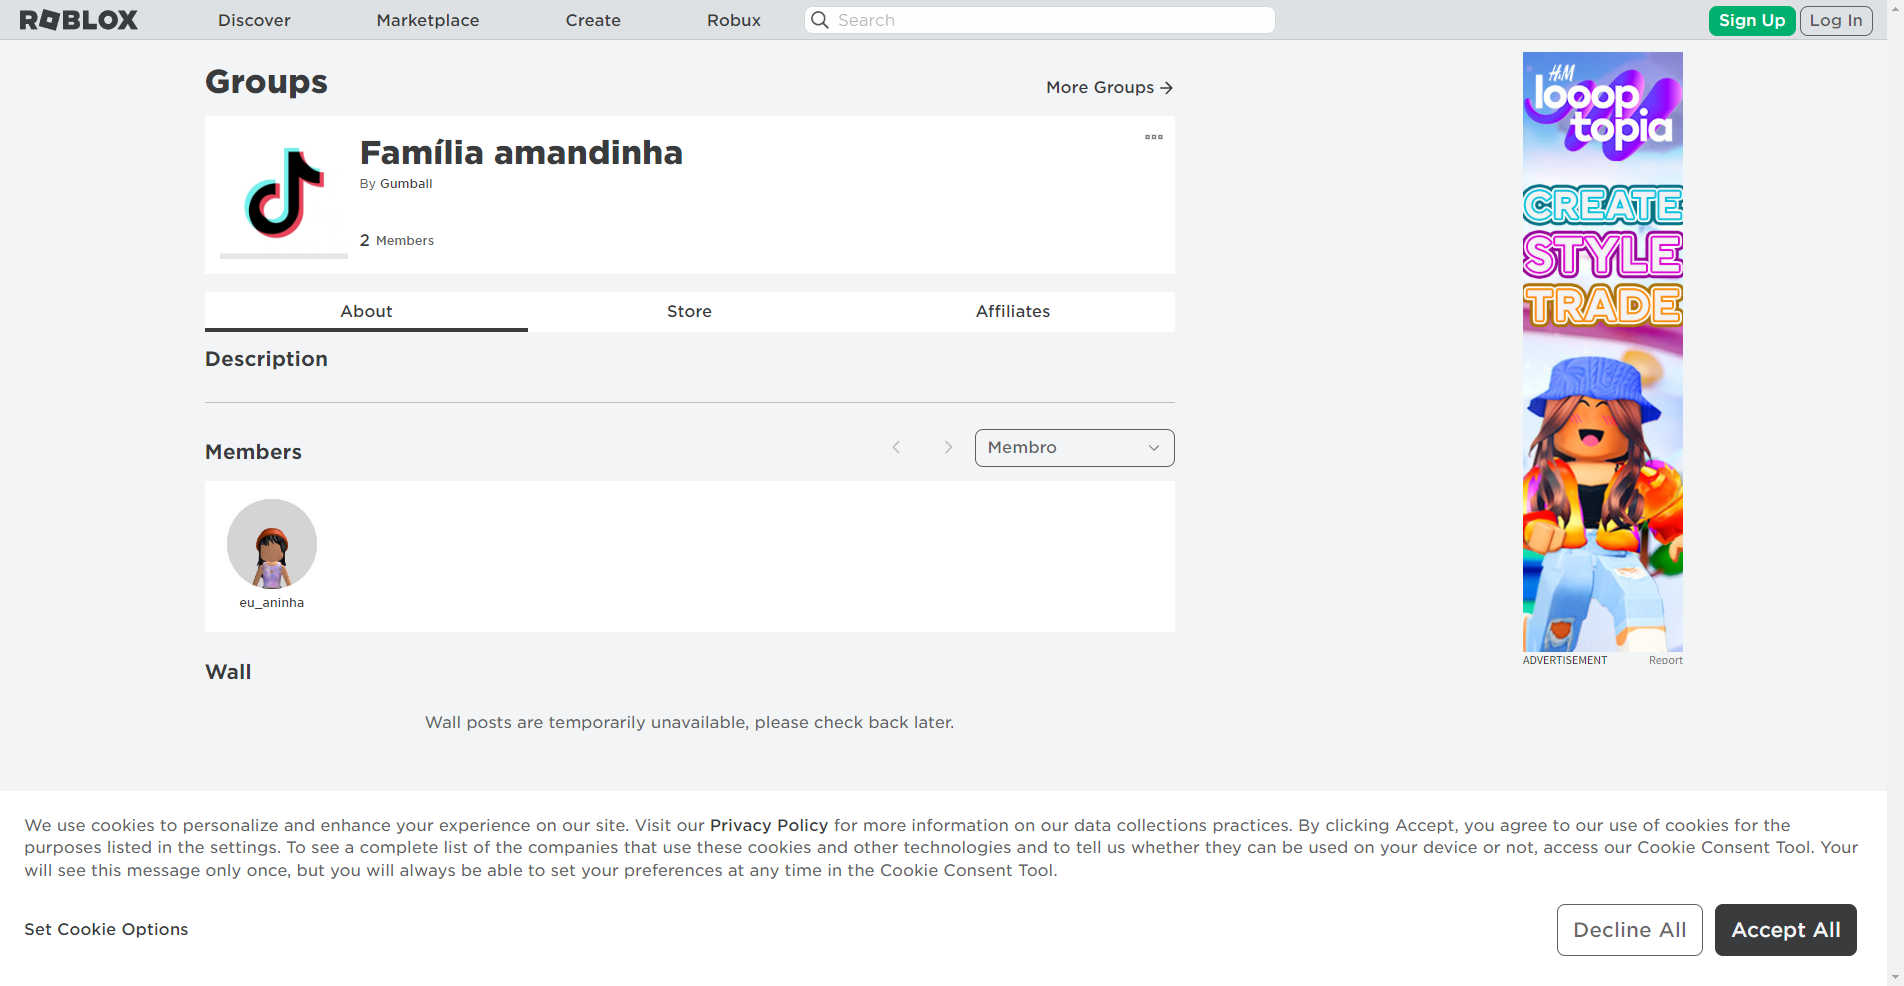 ROBLOX
Discover
Marketplace
Create
Robux
Search
Sign Up
Log In
Groups
More Groups
Família amandinha
By Gumball
2 Members
About
Store
Affiliates
Description
Members
Membro
eu_aninha
Wall
Wall posts are temporarily unavailable, please check back later.
H&M
looop
topia
CREATE
STYLE
TRADE
ADVERTISEMENT
Report
We use cookies to personalize and enhance your experience on our site. Visit our Privacy Policy for more information on our data collections practices. By clicking Accept, you agree to our use of cookies for the
purposes listed in the settings. To see a complete list of the companies that use these cookies and other technologies and to tell us whether they can be used on your device or not, access our Cookie Consent Tool. Your
will see this message only once, but you will always be able to set your preferences at any time in the Cookie Consent Tool.
Set Cookie Options
Decline All
Accept All